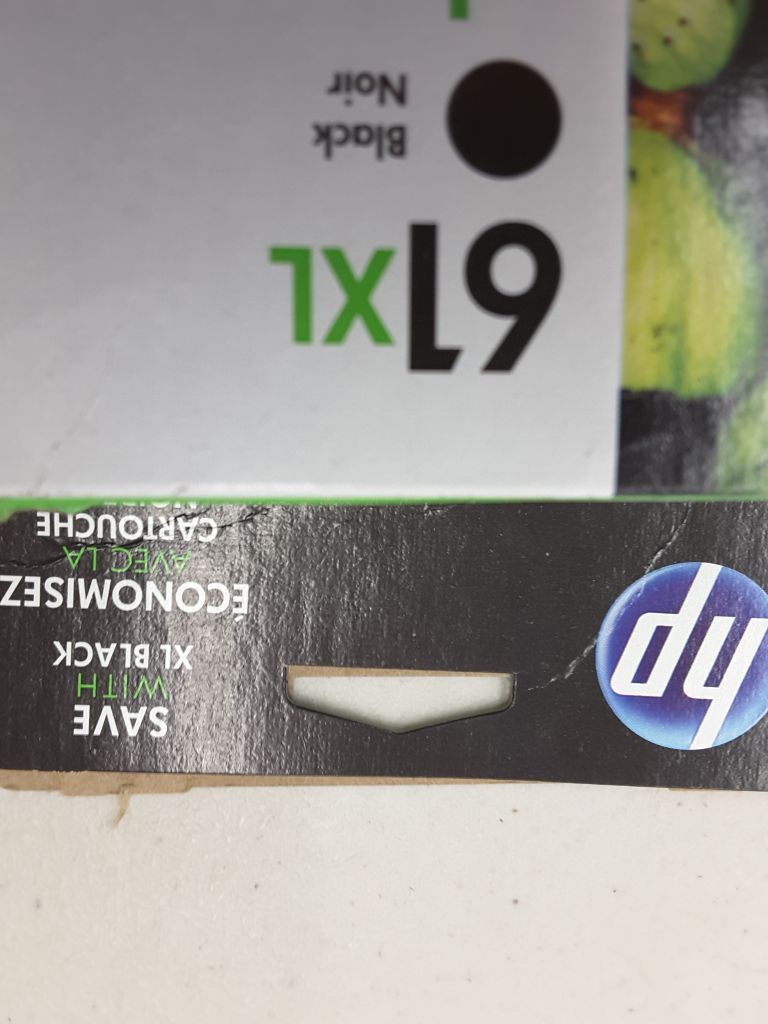 hp
SAVE
WITH
XL BLACK
ÉCONOMISEZ
AVEC LA
CARTOUCHE
61XL
Black
Noir